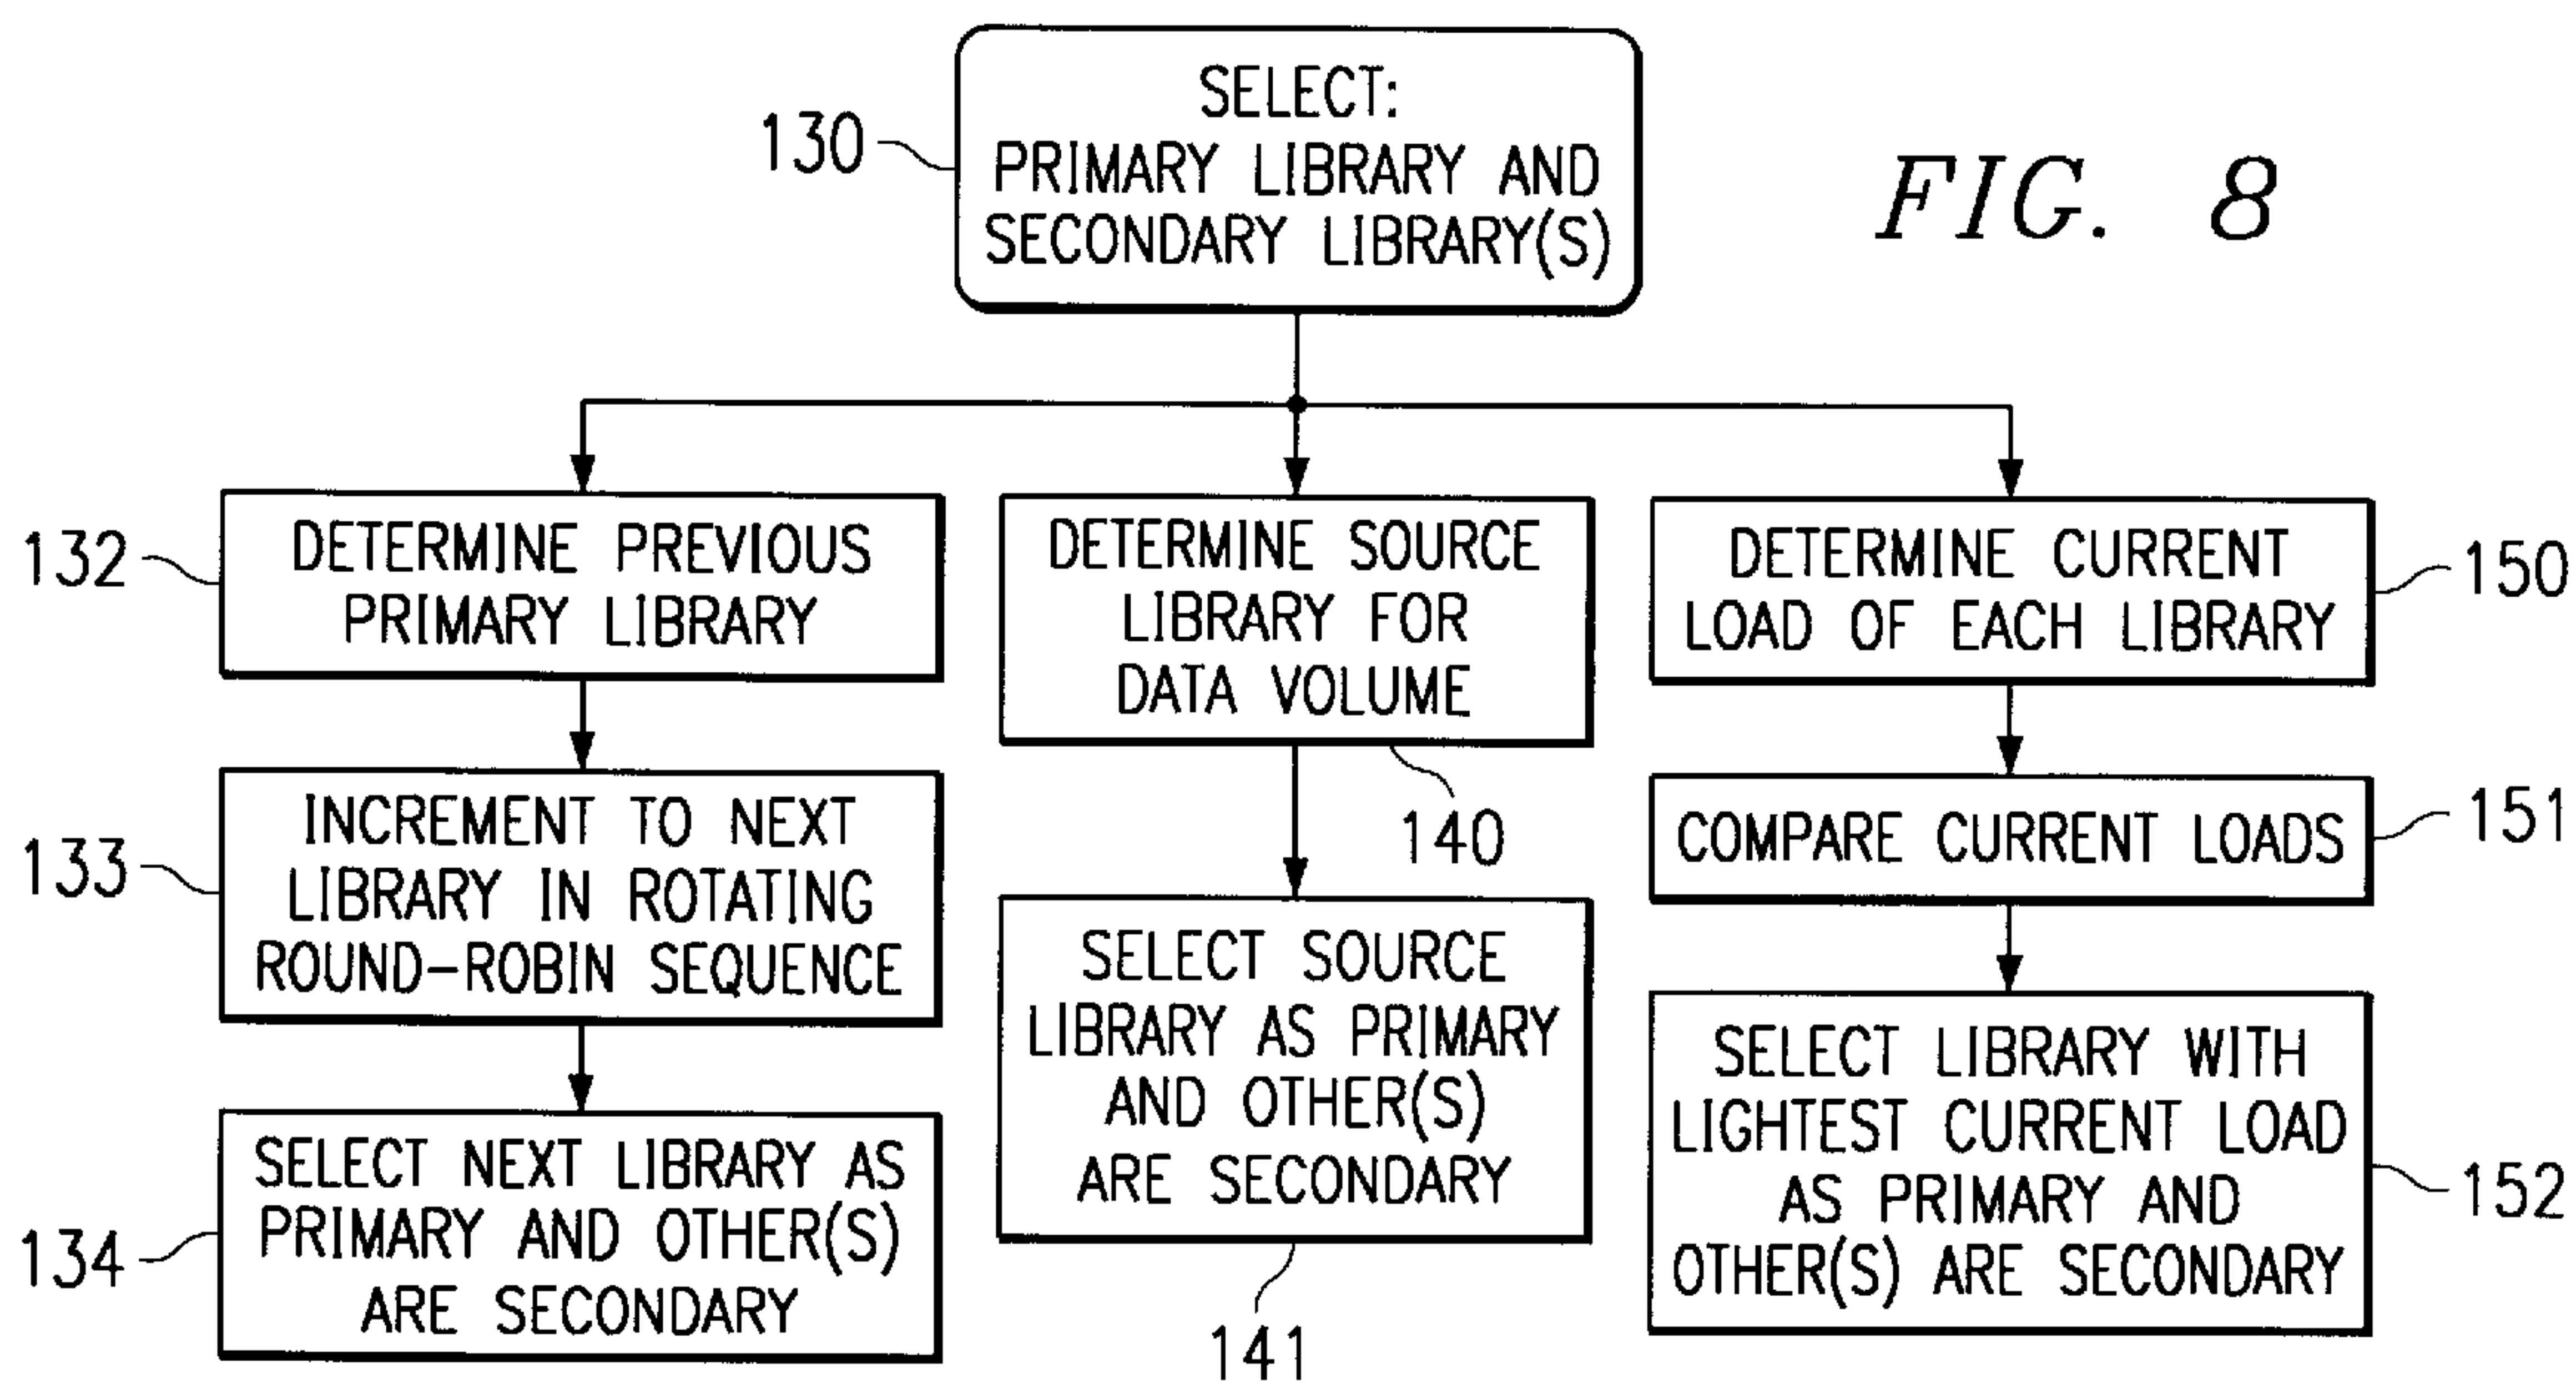 SELECT:
PRIMARY LIBRARY AND
SECONDARY LIBRARY(S)
130
FIG. 8
DETERMINE PREVIOUS
PRIMARY LIBRARY
132
INCREMENT TO NEXT
LIBRARY IN ROTATING
ROUND-ROBIN SEQUENCE
133
SELECT NEXT LIBRARY AS
PRIMARY AND OTHER(S)
ARE SECONDARY
134
DETERMINE SOURCE
LIBRARY FOR
DATA VOLUME
140
SELECT SOURCE
LIBRARY AS PRIMARY
AND OTHER(S)
ARE SECONDARY
141
DETERMINE CURRENT
LOAD OF EACH LIBRARY
150
COMPARE CURRENT LOADS
151
SELECT LIBRARY WITH
LIGHTEST CURRENT LOAD
AS PRIMARY AND
OTHER(S) ARE SECONDARY
152